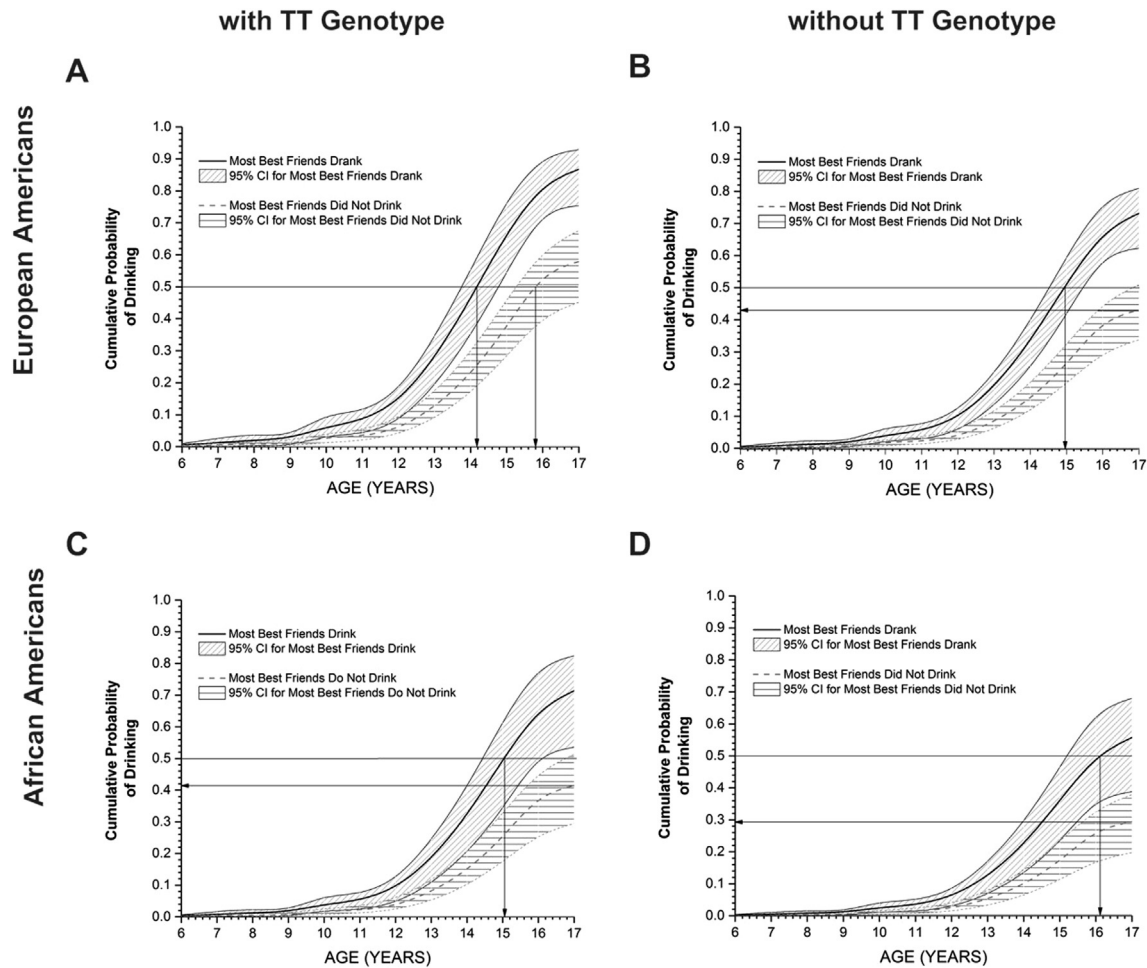 with TT Genotype
without TT Genotype
European Americans
African Americans
A
1.0
0.9
0.8
0.7
0.6
0.5
0.4
0.3
0.2
0.1
0.0
Cumulative Probability
of Drinking
Most Best Friends Drank
95% CI for Most Best Friends Drank
Most Best Friends Did Not Drink
95% CI for Most Best Friends Did Not Drink
6 7 8 9 10 11 12 13 14 15 16 17
AGE (YEARS)
B
1.0
0.9
0.8
0.7
0.6
0.5
0.4
0.3
0.2
0.1
0.0
Cumulative Probability
of Drinking
Most Best Friends Drank
95% CI for Most Best Friends Drank
Most Best Friends Did Not Drink
95% CI for Most Best Friends Did Not Drink
6 7 8 9 10 11 12 13 14 15 16 17
AGE (YEARS)
C
1.0
0.9
0.8
0.7
0.6
0.5
0.4
0.3
0.2
0.1
0.0
Cumulative Probability
of Drinking
Most Best Friends Drink
95% CI for Most Best Friends Drink
Most Best Friends Do Not Drink
95% CI for Most Best Friends Do Not Drink
6 7 8 9 10 11 12 13 14 15 16 17
AGE (YEARS)
D
1.0
0.9
0.8
0.7
0.6
0.5
0.4
0.3
0.2
0.1
0.0
Cumulative Probability
of Drinking
Most Best Friends Drank
95% CI for Most Best Friends Drank
Most Best Friends Did Not Drink
95% CI for Most Best Friends Did Not Drink
6 7 8 9 10 11 12 13 14 15 16 17
AGE (YEARS)